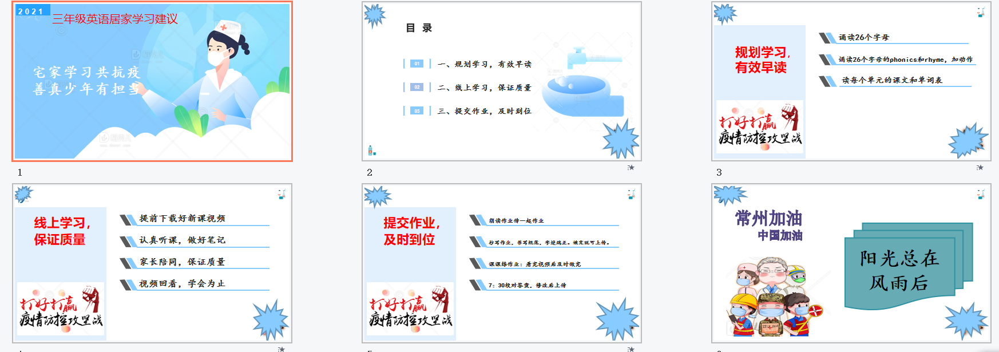 2021
三年级英语居家学习建议
宅家学习共抗疫
善真少年有担当
1
目 录
01 一、规划学习，有效早读
02 二、线上学习，保证质量
03 三、提交作业，及时到位
2
规划学习，
有效早读
诵读26个字母
诵读26个字母的phonics和rhyme，加动作
读每个单元的课文和单词表
打好打赢
疫情防控攻坚战
3
线上学习，
保证质量
提前下载好新课视频
认真听课，做好笔记
家长陪同，保证质量
视频回看，学会为止
打好打赢
疫情防控攻坚战
提交作业，
及时到位
朗读作业传一起作业
抄写作业，书写规范，字迹端正。做完就可上传。
课课练作业：看完视频后及时做完
7：30校对答案，修改后上传
打好打赢
疫情防控攻坚战
常州加油
中国加油
阳光总在
风雨后